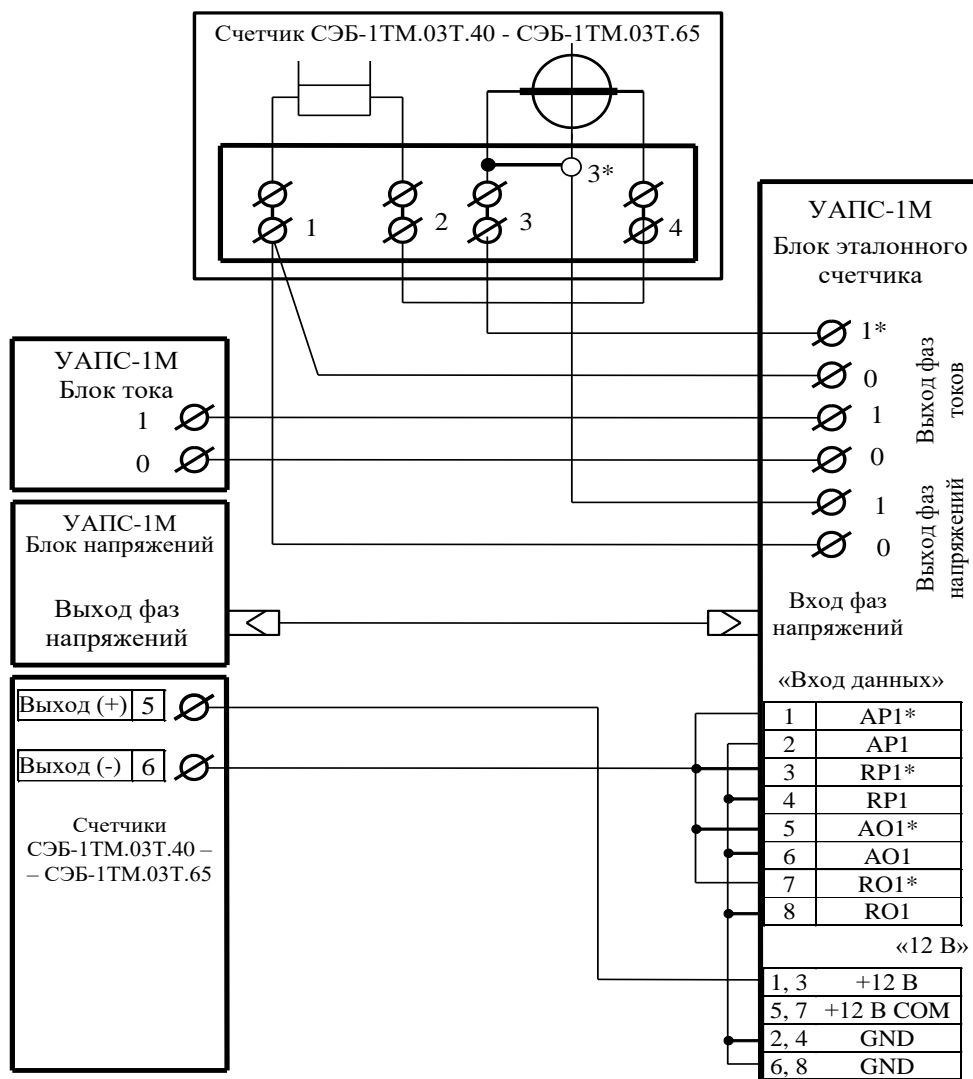 Счетчик СЭБ-1ТМ.03Т.40 - СЭБ-1ТМ.03Т.65
3*
1
2
3
4
УАПС-1М
Блок эталонного
счетчика
1*
0
1
0
Выход фаз
токов
1
0
Выход фаз
напряжений
Вход фаз
напряжений
УАПС-1М
Блок тока
1
0
УАПС-1М
Блок напряжений
Выход фаз
напряжений
Выход (+) 5
Выход (-) 6
Счетчики
СЭБ-1ТМ.03Т.40 –
– СЭБ-1ТМ.03Т.65
«Вход данных»
1 AP1*
2 AP1
3 RP1*
4 RP1
5 AO1*
6 AO1
7 RO1*
8 RO1
«12 В»
1, 3 +12 В
5, 7 +12 В COM
2, 4 GND
6, 8 GND